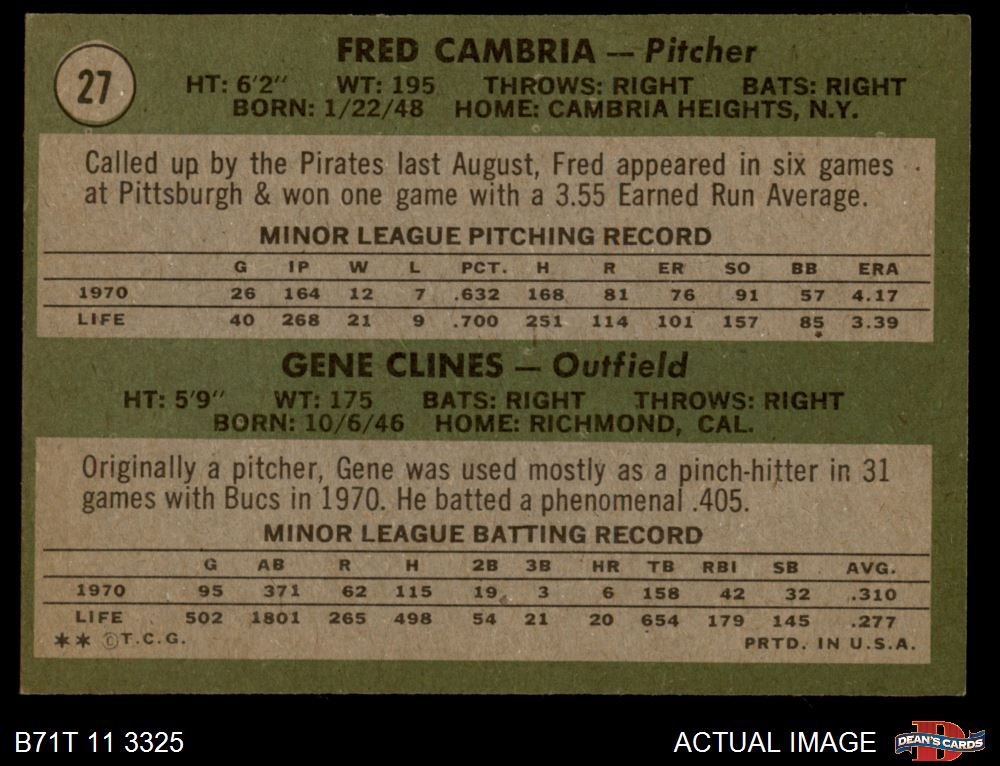 27
FRED CAMBRIA — Pitcher
HT: 6'2" WT: 195 THROWS: RIGHT BATS: RIGHT
BORN: 1/22/48 HOME: CAMBRIA HEIGHTS, N.Y.
Called up by the Pirates last August, Fred appeared in six games
at Pittsburgh & won one game with a 3.55 Earned Run Average.
MINOR LEAGUE PITCHING RECORD
G IP W L PCT. H R ER SO BB ERA
1970 26 164 12 7 .632 168 81 76 91 57 4.17
LIFE 40 268 21 9 .700 251 114 101 157 85 3.39
GENE CLINES — Outfield
HT: 5'9" WT: 175 BATS: RIGHT THROWS: RIGHT
BORN: 10/6/46 HOME: RICHMOND, CAL.
Originally a pitcher, Gene was used mostly as a pinch-hitter in 31
games with Bucs in 1970. He batted a phenomenal .405.
MINOR LEAGUE BATTING RECORD
G AB R H 2B 3B HR TB RBI SB AVG.
1970 95 371 62 115 19 3 6 158 42 32 .310
LIFE 502 1801 265 498 54 21 20 654 179 145 .277
** ©T.C.G. PRTD. IN U.S.A.
B71T 11 3325 ACTUAL IMAGE DEAN'S CARDS